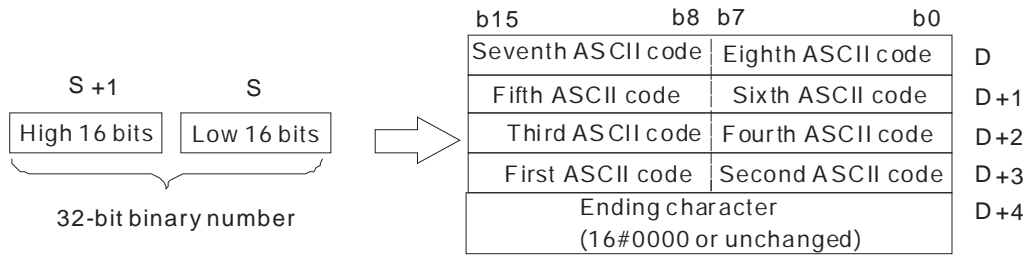 b15 b8 b7 b0
Seventh ASCII code Eighth ASCII code D
S +1 S
Fifth ASCII code Sixth ASCII code D+1
High 16 bits Low 16 bits Third ASCII code Fourth ASCII code D+2
First ASCII code Second ASCII code D+3
32-bit binary number Ending character D+4
(16#0000 or unchanged)